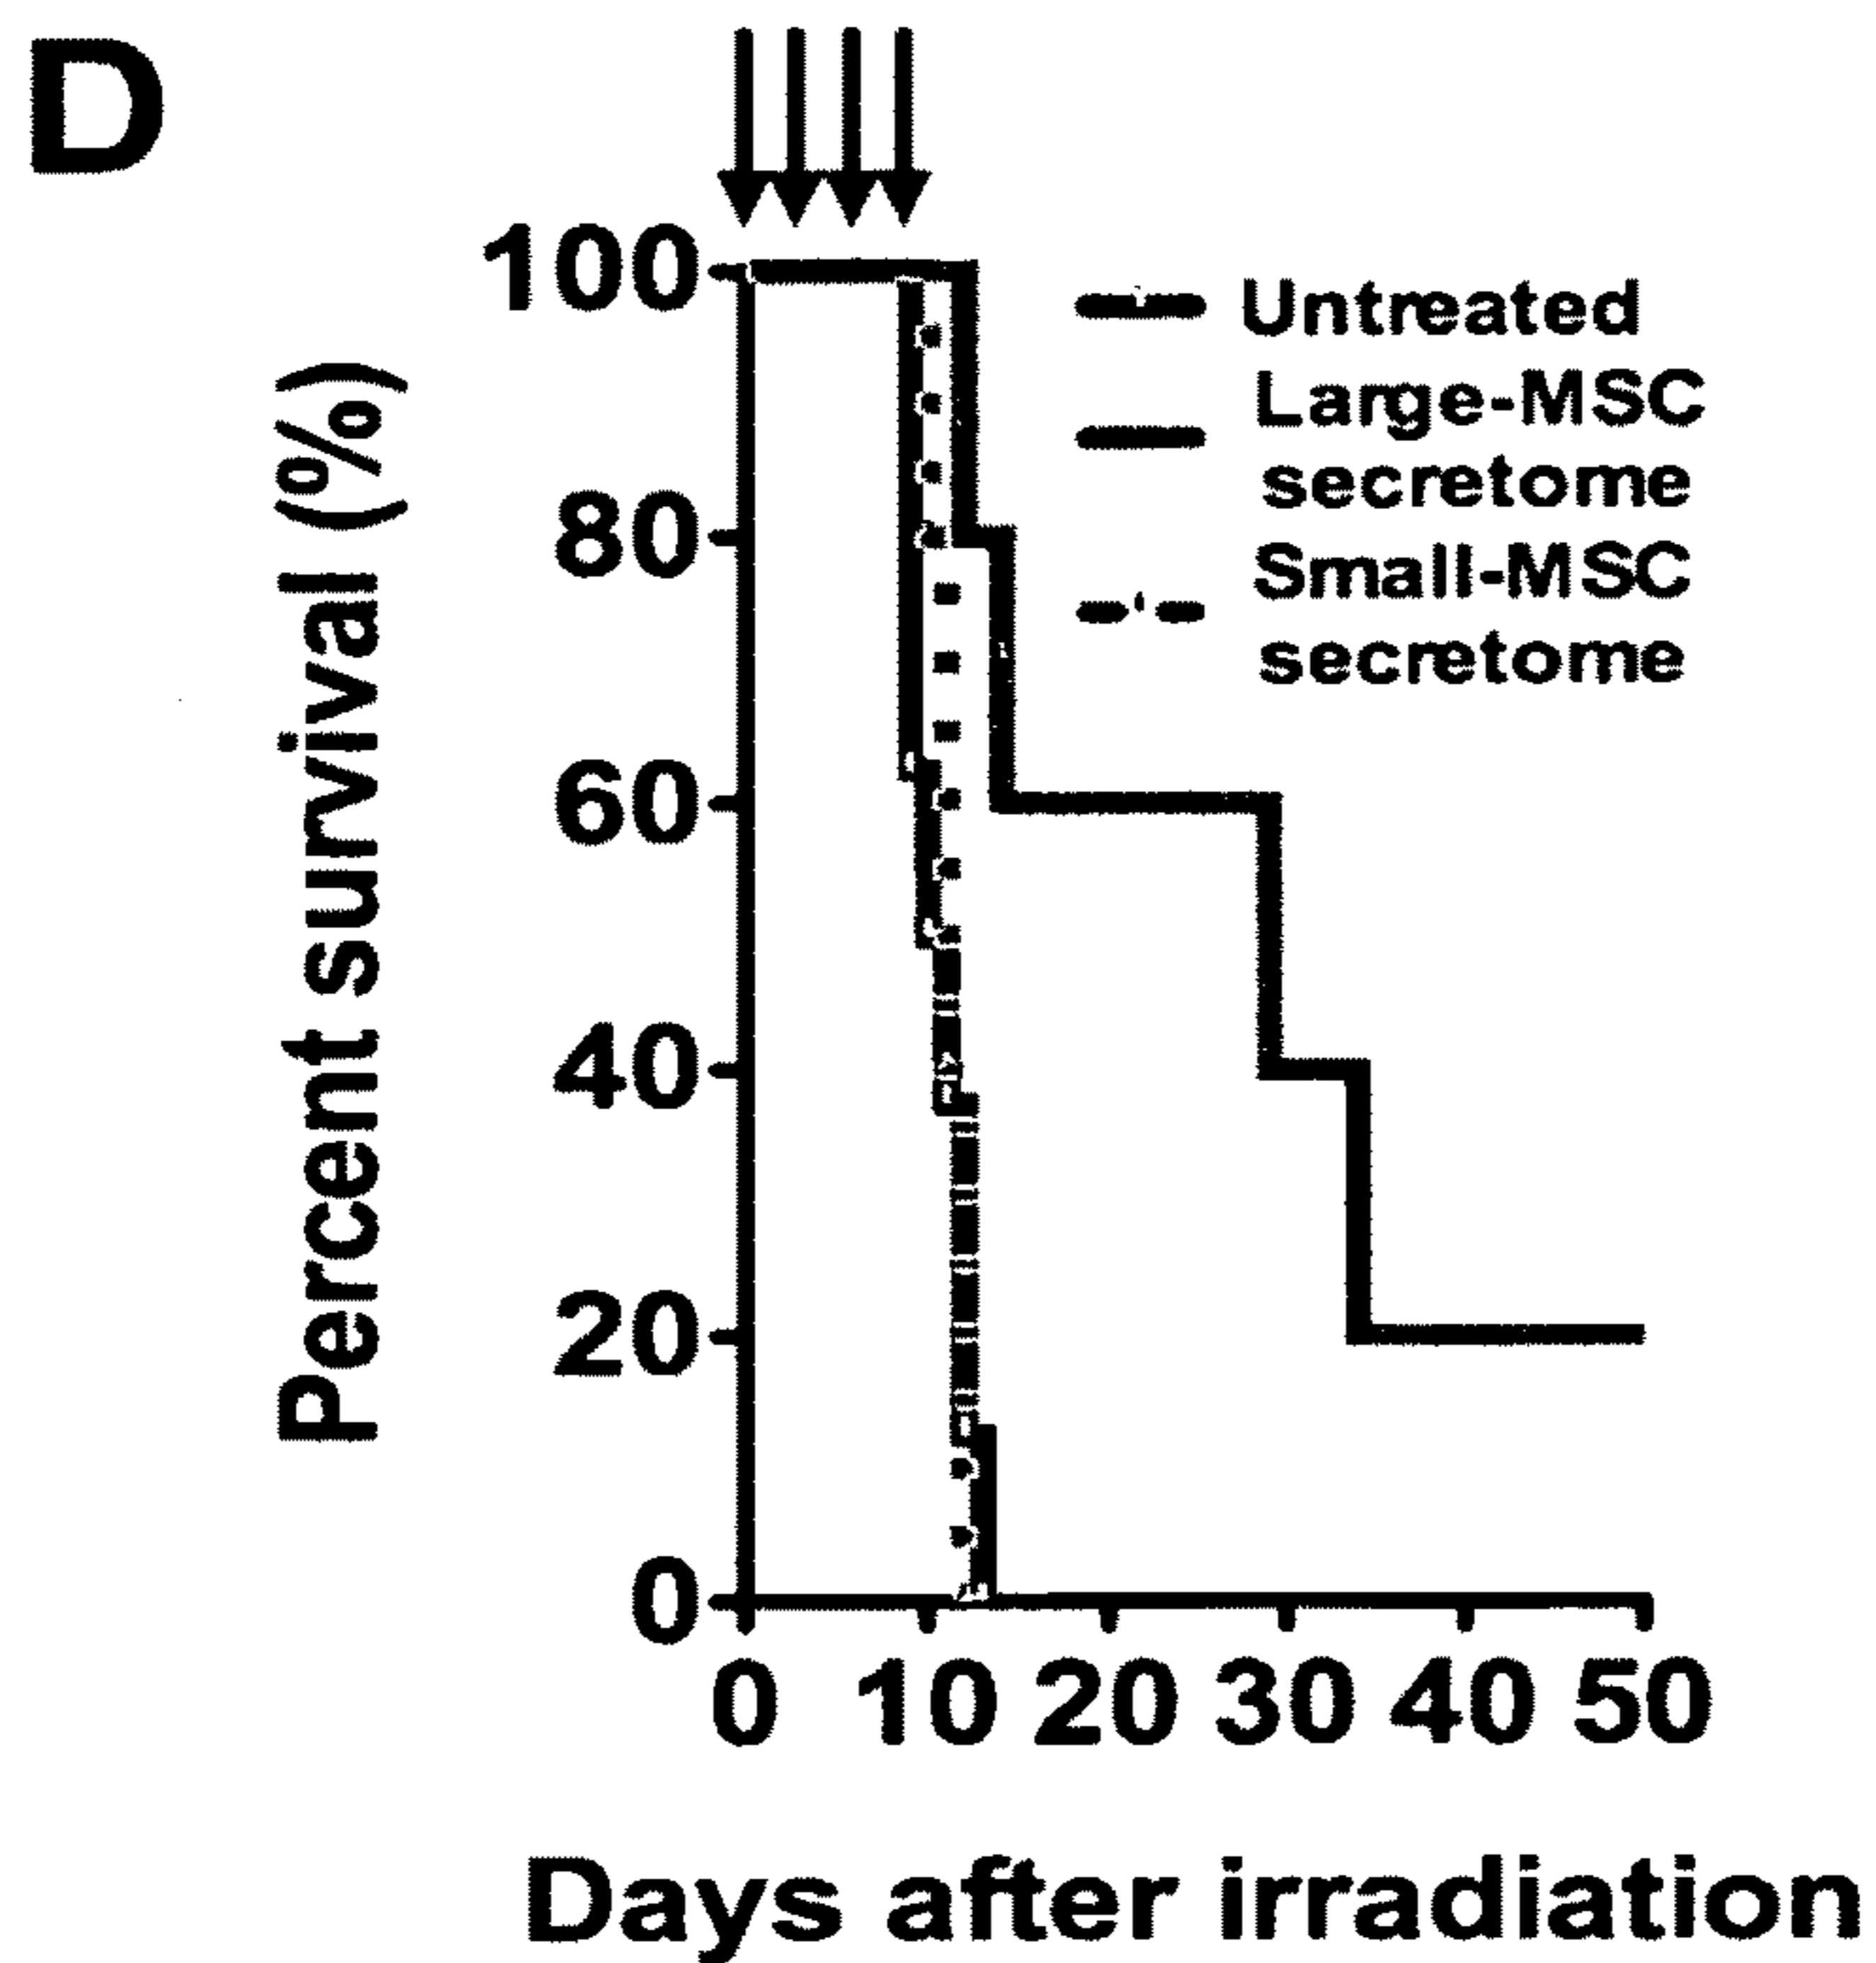 D
100
80
60
40
20
0
Percent survival (%)
Untreated
Large-MSC
secretome
Small-MSC
secretome
0 10 20 30 40 50
Days after irradiation